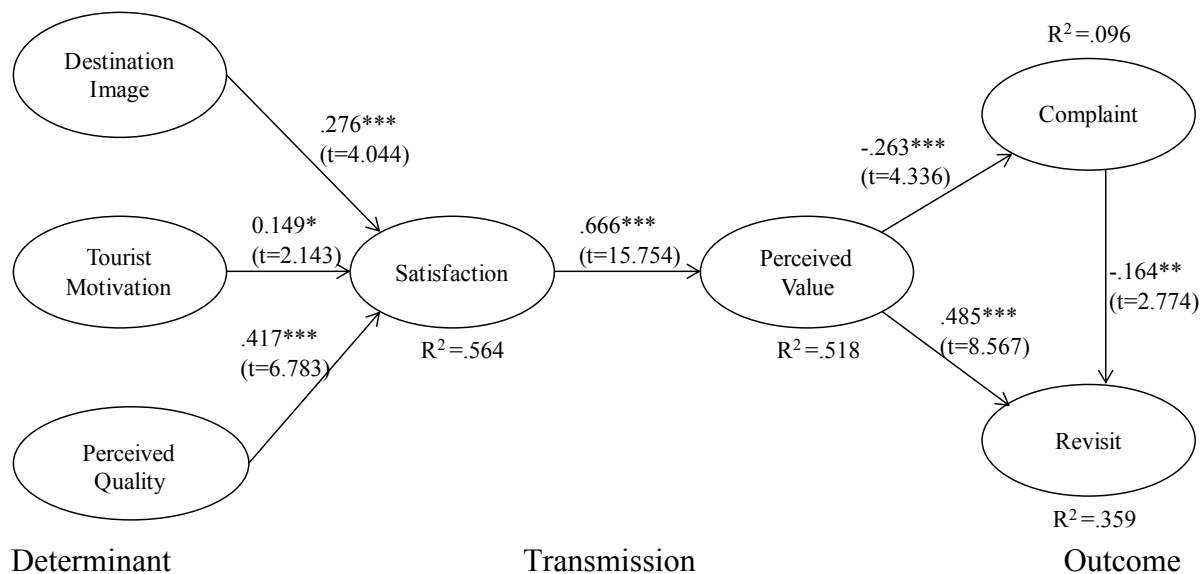 R² =.096
Destination
Image
Complaint
.276***
(t=4.044)
-.263***
(t=4.336)
0.149*
(t=2.143)
.666***
(t=15.754)
Tourist
Motivation
Satisfaction
Perceived
Value
-.164**
(t=2.774)
.417***
(t=6.783)
R² =.564
R² =.518
.485***
(t=8.567)
Perceived
Quality
Revisit
R² =.359
Determinant
Transmission
Outcome